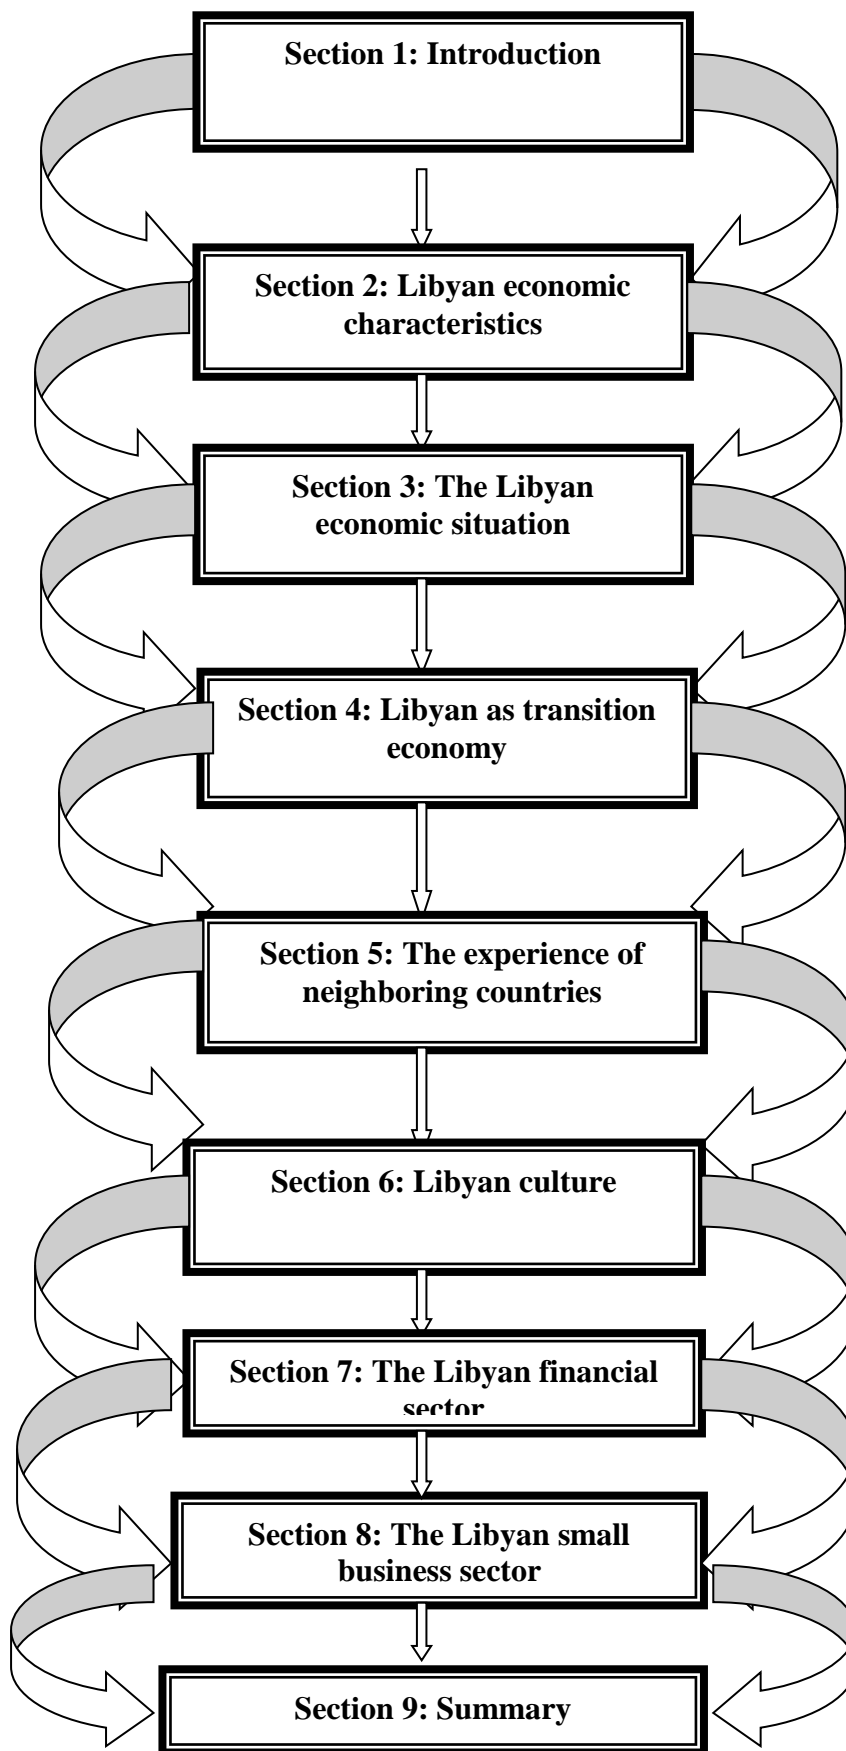 Section 1: Introduction
Section 2: Libyan economic
characteristics
Section 3: The Libyan
economic situation
Section 4: Libyan as transition
economy
Section 5: The experience of
neighboring countries
Section 6: Libyan culture
Section 7: The Libyan financial
sector
Section 8: The Libyan small
business sector
Section 9: Summary